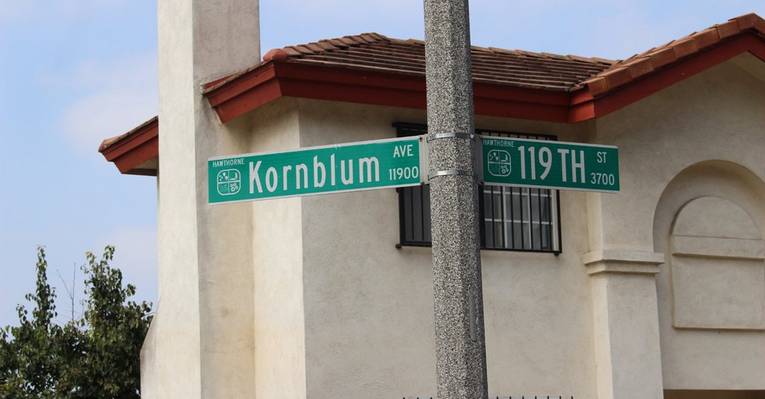 HAWTHORNE
Kornblum AVE
11900
HAWTHORNE
119TH ST
3700